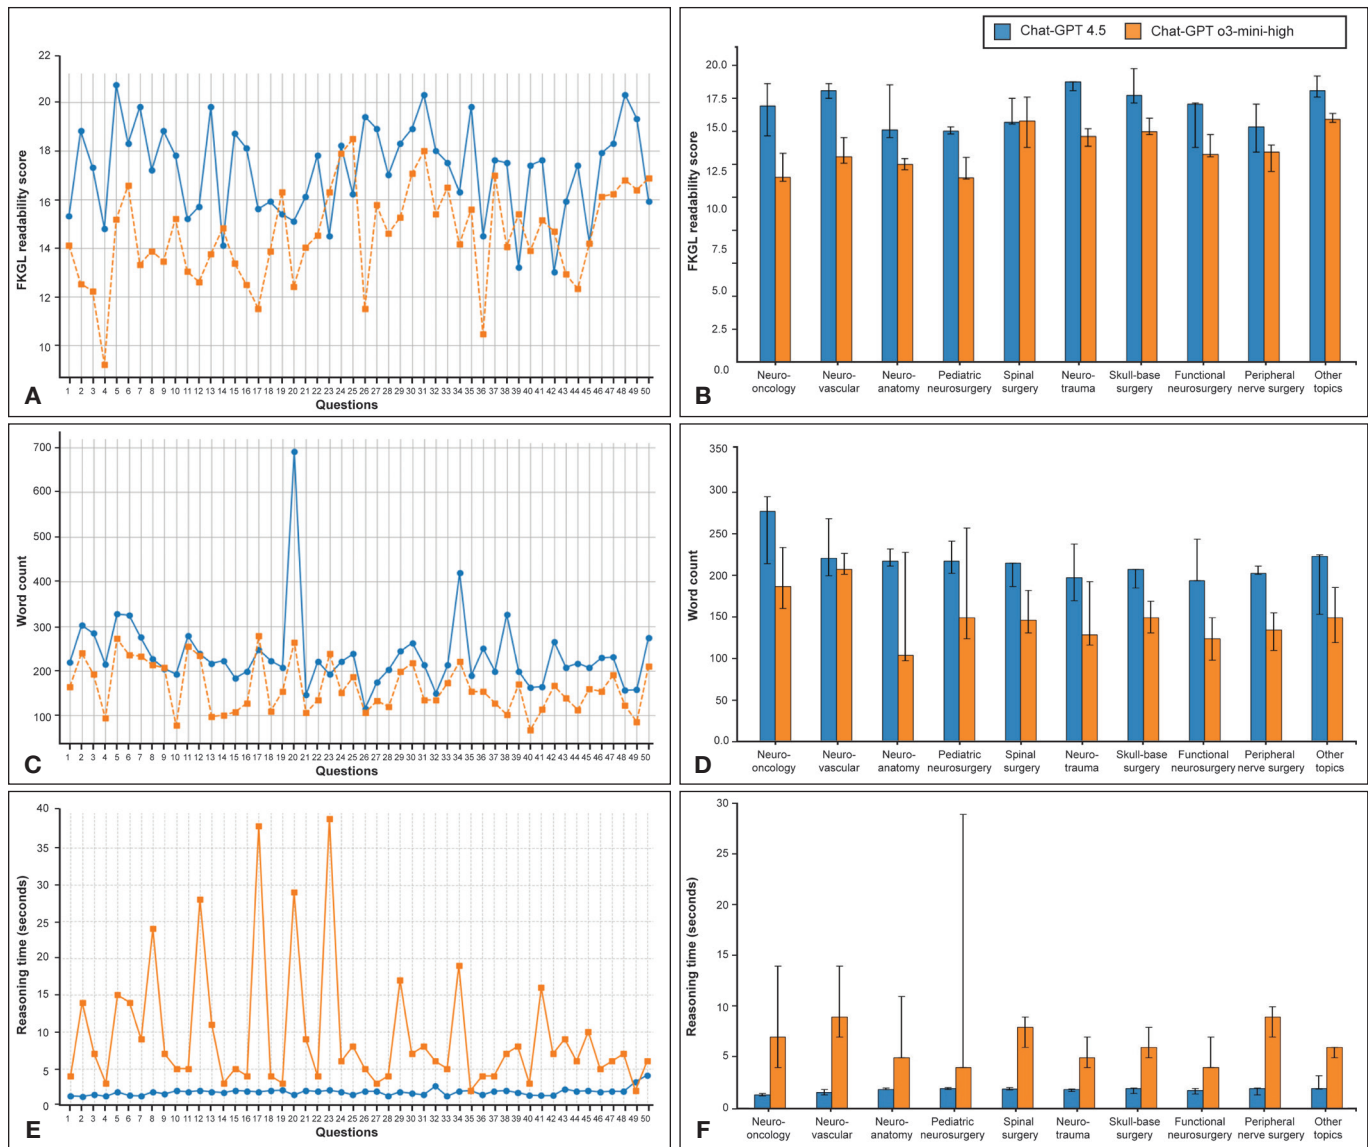 22
20
18
16
14
12
10
FKGL readability score
1 2 3 4 5 6 7 8 9 10 11 12 13 14 15 16 17 18 19 20 21 22 23 24 25 26 27 28 29 30 31 32 33 34 35 36 37 38 39 40 41 42 43 44 45 46 47 48 49 50
Questions
A
Chat-GPT 4.5 Chat-GPT o3-mini-high
20.0
17.5
15.0
12.5
10.0
7.5
5.0
2.5
0.0
FKGL readability score
Neuro- Neuro- Neuro- Pediatric Spinal Neuro- Skull-base Functional Peripheral Other
oncology vascular anatomy neurosurgery surgery trauma surgery neurosurgery nerve surgery topics
B
700
600
500
400
300
200
100
Word count
1 2 3 4 5 6 7 8 9 10 11 12 13 14 15 16 17 18 19 20 21 22 23 24 25 26 27 28 29 30 31 32 33 34 35 36 37 38 39 40 41 42 43 44 45 46 47 48 49 50
Questions
C
350
300
250
200
150
100
50
0.0
Word count
Neuro- Neuro- Neuro- Pediatric Spinal Neuro- Skull-base Functional Peripheral Other
oncology vascular anatomy neurosurgery surgery trauma surgery neurosurgery nerve surgery topics
D
40
35
30
25
20
15
10
5
0
Reasoning time (seconds)
1 2 3 4 5 6 7 8 9 10 11 12 13 14 15 16 17 18 19 20 21 22 23 24 25 26 27 28 29 30 31 32 33 34 35 36 37 38 39 40 41 42 43 44 45 46 47 48 49 50
Questions
E
30
25
20
15
10
5
0
Reasoning time (seconds)
Neuro- Neuro- Neuro- Pediatric Spinal Neuro- Skull-base Functional Peripheral Other
oncology vascular anatomy neurosurgery surgery trauma surgery neurosurgery nerve surgery topics
F